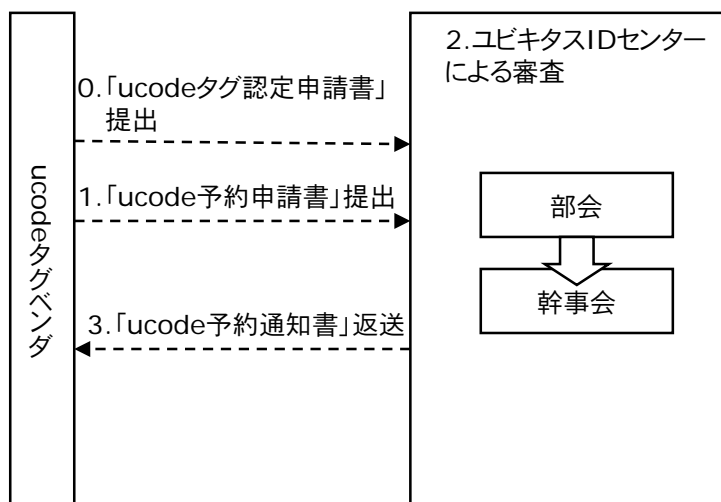 2.ユビキタスIDセンター
による審査
0.「ucodeタグ認定申請書」
提出
1.「ucode予約申請書」提出
3.「ucode予約通知書」返送
ucodeタグベンダ
部会
幹事会